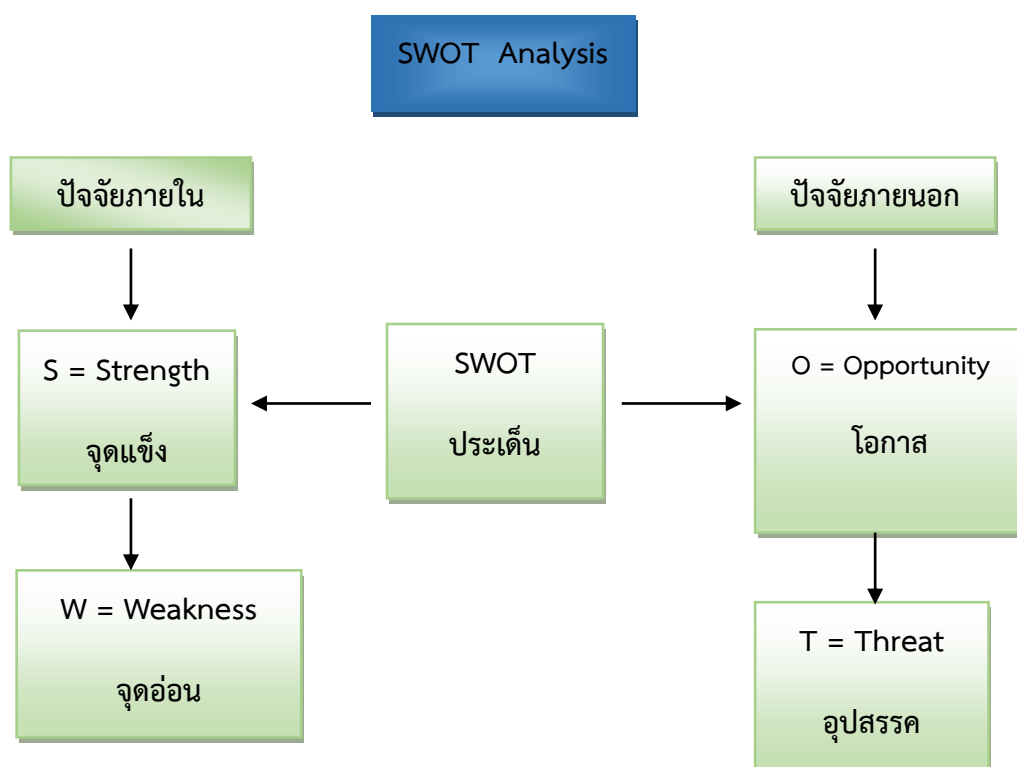 SWOT Analysis
ปัจจัยภายใน
ปัจจัยภายนอก
S = Strength
จุดแข็ง
SWOT
ประเด็น
O = Opportunity
โอกาส
W = Weakness
จุดอ่อน
T = Threat
อุปสรรค